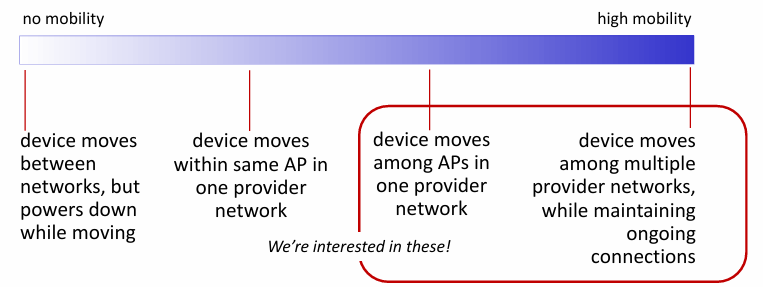 no mobility
high mobility
device moves
between
networks, but
powers down
while moving
device moves
within same AP in
one provider
network
device moves
among APs in
one provider
network
device moves
among multiple
provider networks,
while maintaining
ongoing
connections
We’re interested in these!